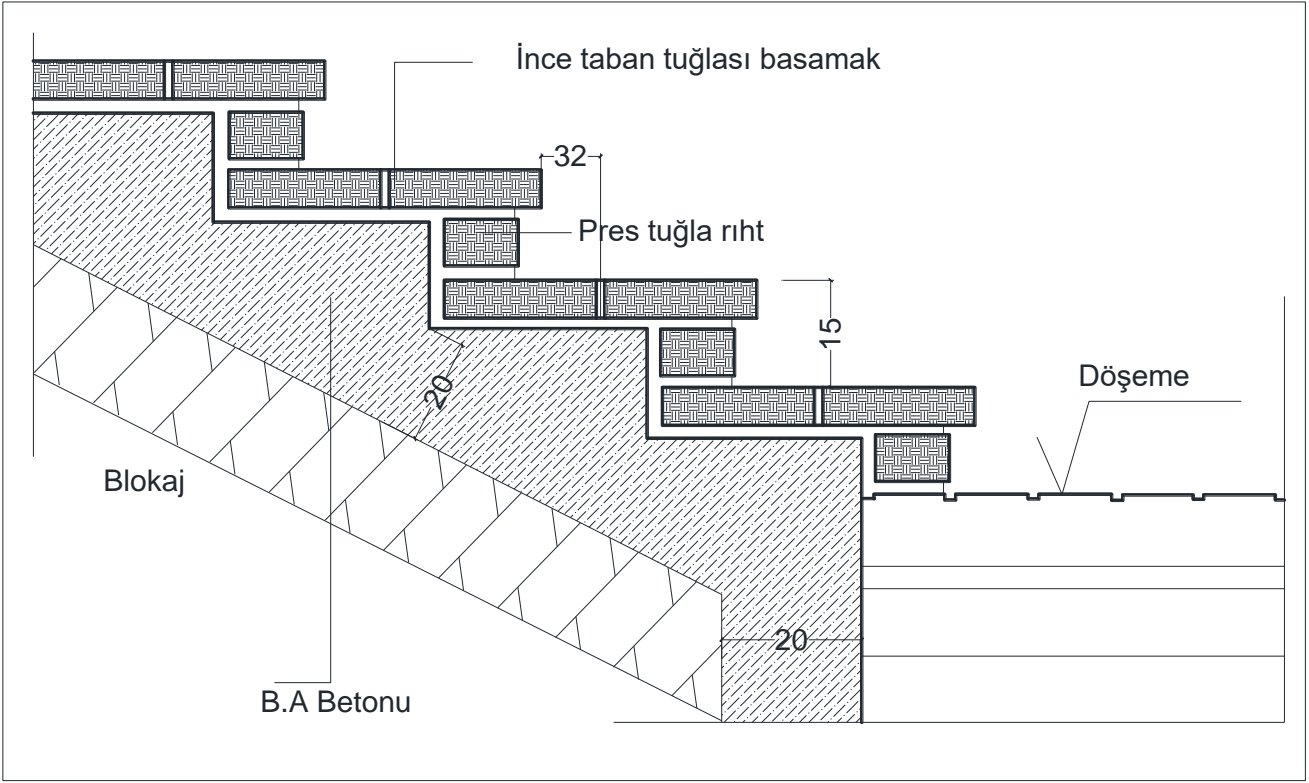 İnce taban tuğlası basamak
32
Pres tuğla rıht
15
Döşeme
20
Blokaj
20
B.A Betonu